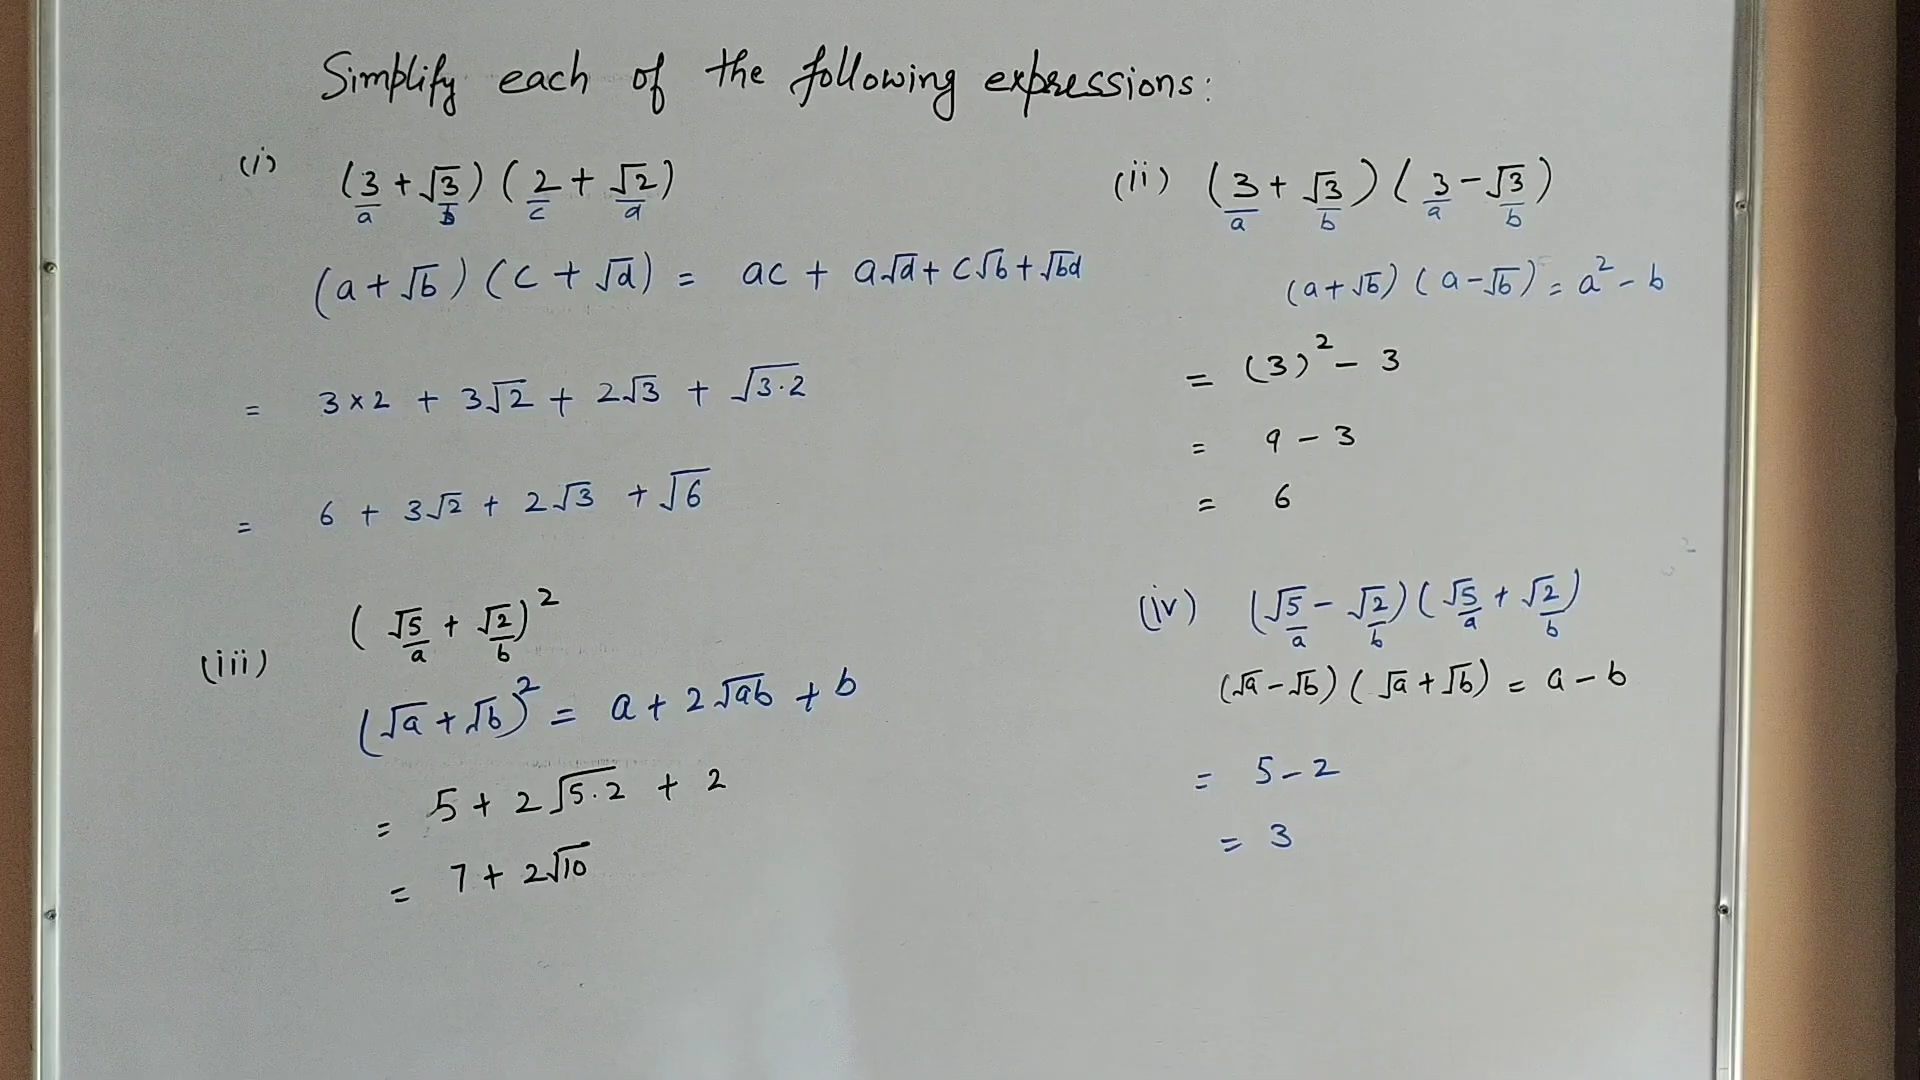 Simplify each of the following expressions:
(i) (3 + √3) (2 + √2)
a b c d
(a + √b) (c + √d) = ac + a√d + c√b + √bd
= 3 × 2 + 3√2 + 2√3 + √3·2
= 6 + 3√2 + 2√3 + √6
(ii) (3 + √3) (3 − √3)
a b a b
(a + √b) (a − √b) = a² − b
= (3)² − 3
= 9 − 3
= 6
(iii) (√5 + √2)²
a b
(√a + √b)² = a + 2√ab + b
= 5 + 2√5·2 + 2
= 7 + 2√10
(iv) (√5 − √2) (√5 + √2)
a b a b
(√a − √b) (√a + √b) = a − b
= 5 − 2
= 3